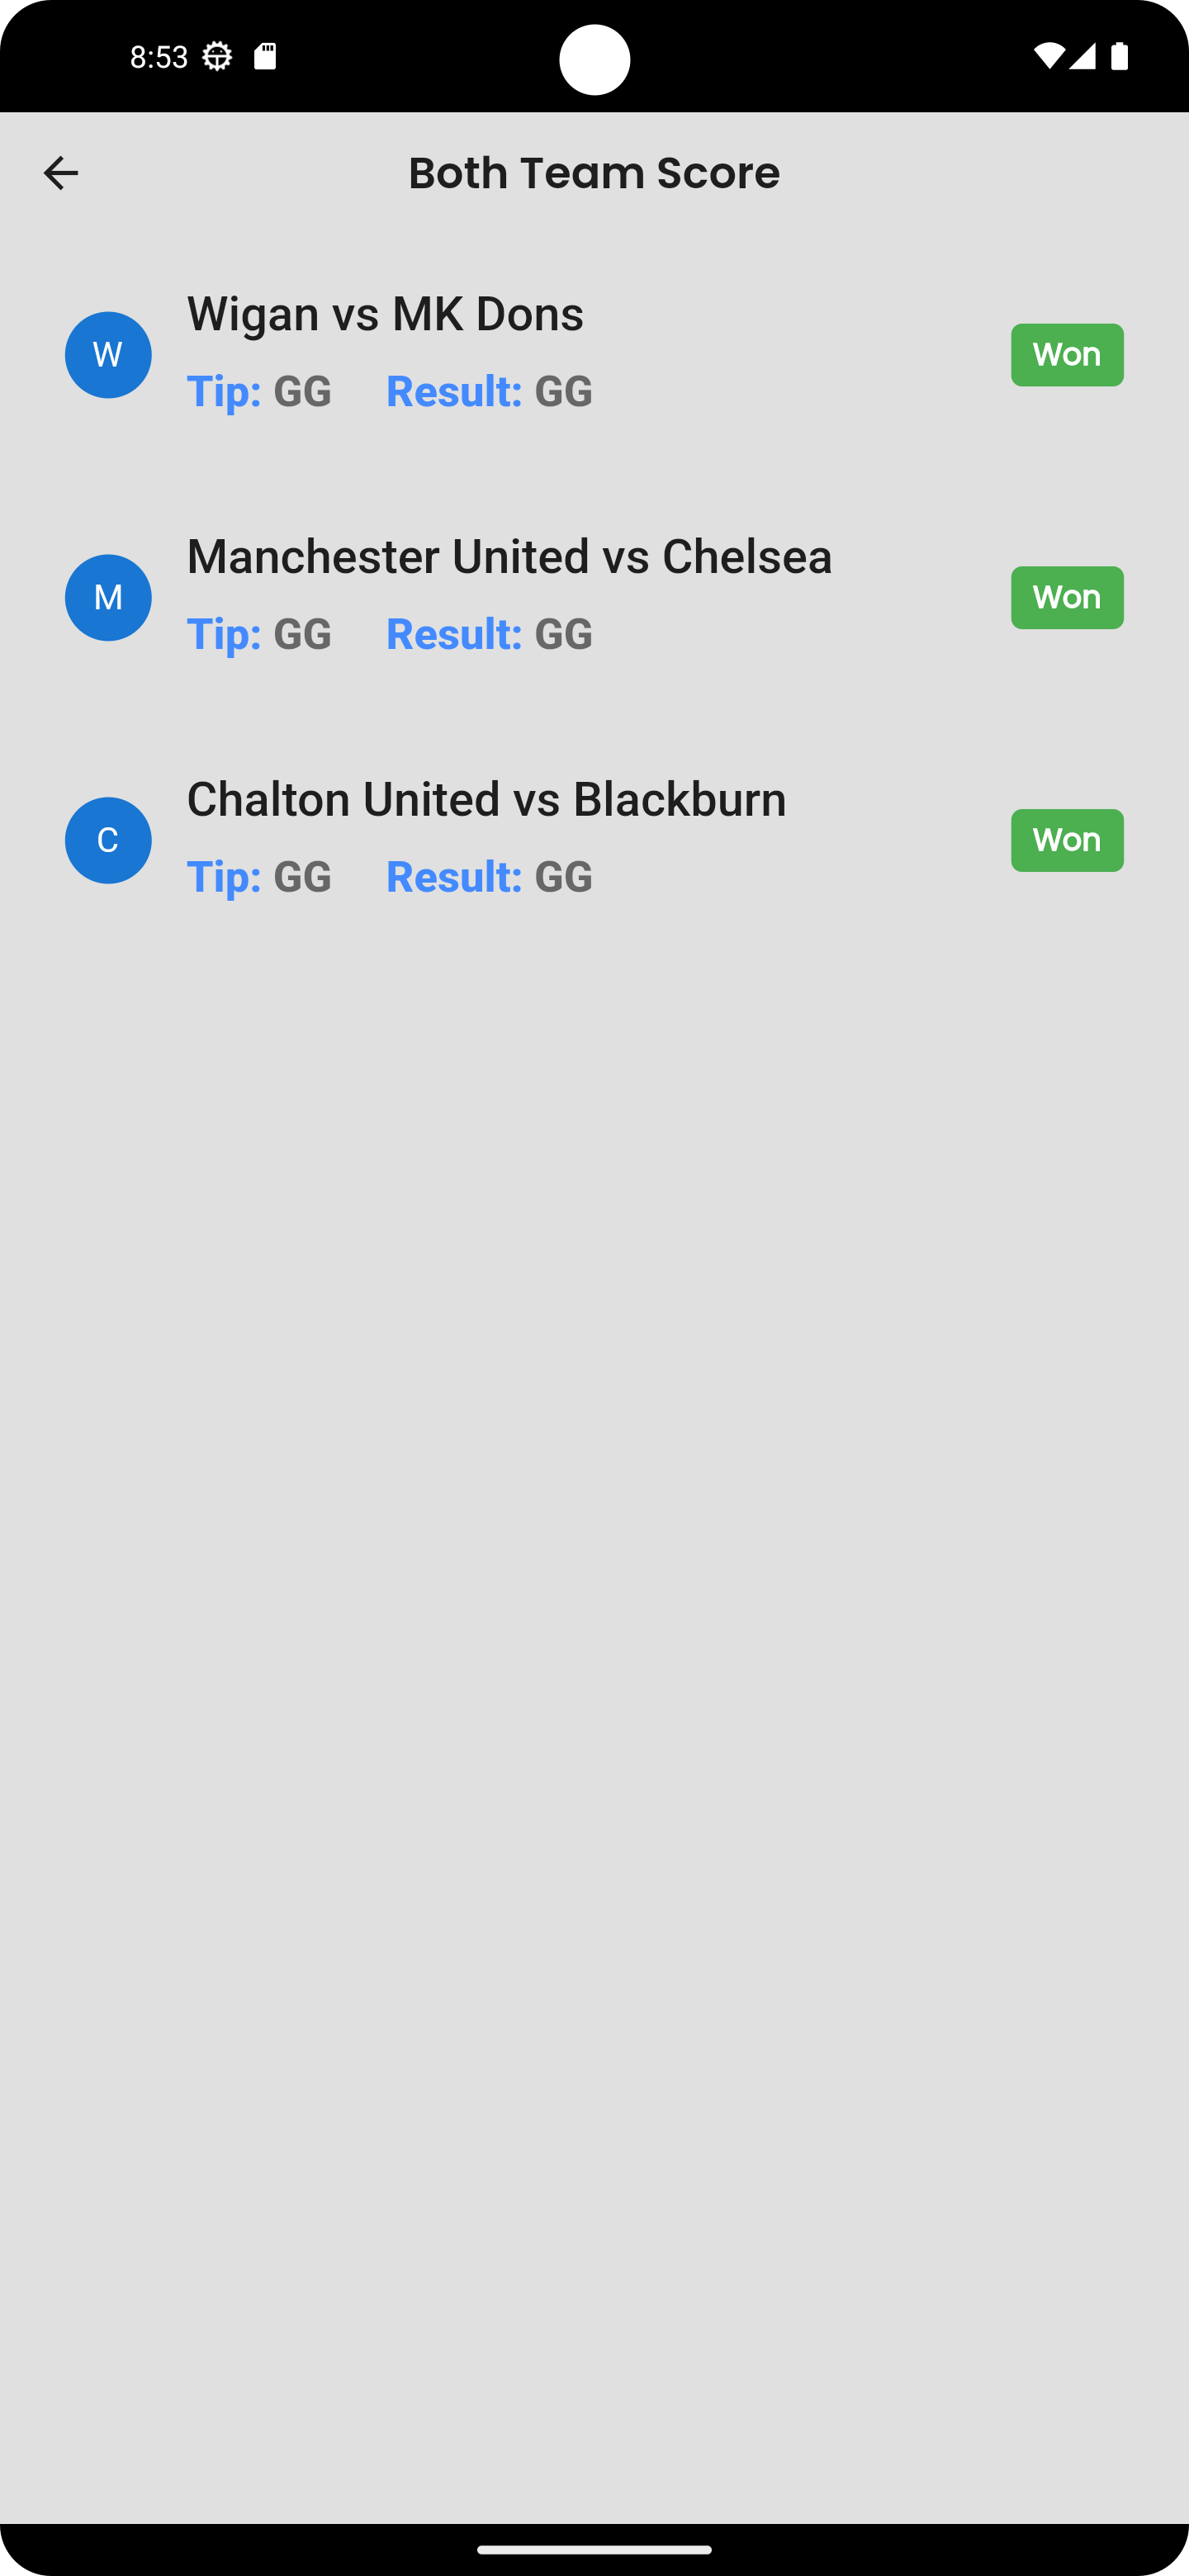 8:53
Both Team Score
W
Wigan vs MK Dons
Tip: GG Result: GG
Won
M
Manchester United vs Chelsea
Tip: GG Result: GG
Won
C
Chalton United vs Blackburn
Tip: GG Result: GG
Won